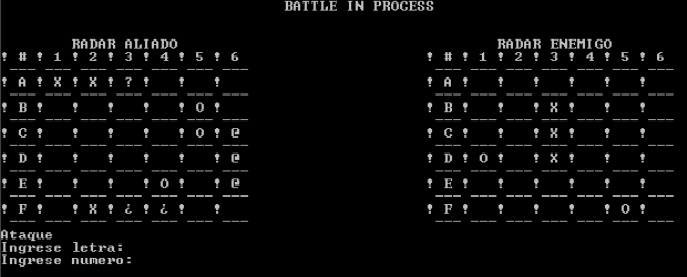 BATTLE IN PROCESS
RADAR ALIADO RADAR ENEMIGO
! # ! 1 ! 2 ! 3 ! 4 ! 5 ! 6 ! # ! 1 ! 2 ! 3 ! 4 ! 5 ! 6
! A ! X ! X ! ? ! ! ! ! A ! ! ! ! ! !
! B ! ! ! ! ! O ! ! B ! ! ! X ! ! !
! C ! ! ! ! ! O ! @ ! C ! ! ! X ! ! !
! D ! ! ! ! ! ! @ ! D ! O ! ! X ! ! !
! E ! ! ! ! O ! ! @ ! E ! ! ! ! ! !
! F ! ! X ! ¿ ! ¿ ! ! ! F ! ! ! ! ! O !
Ataque
Ingrese letra:
Ingrese numero: